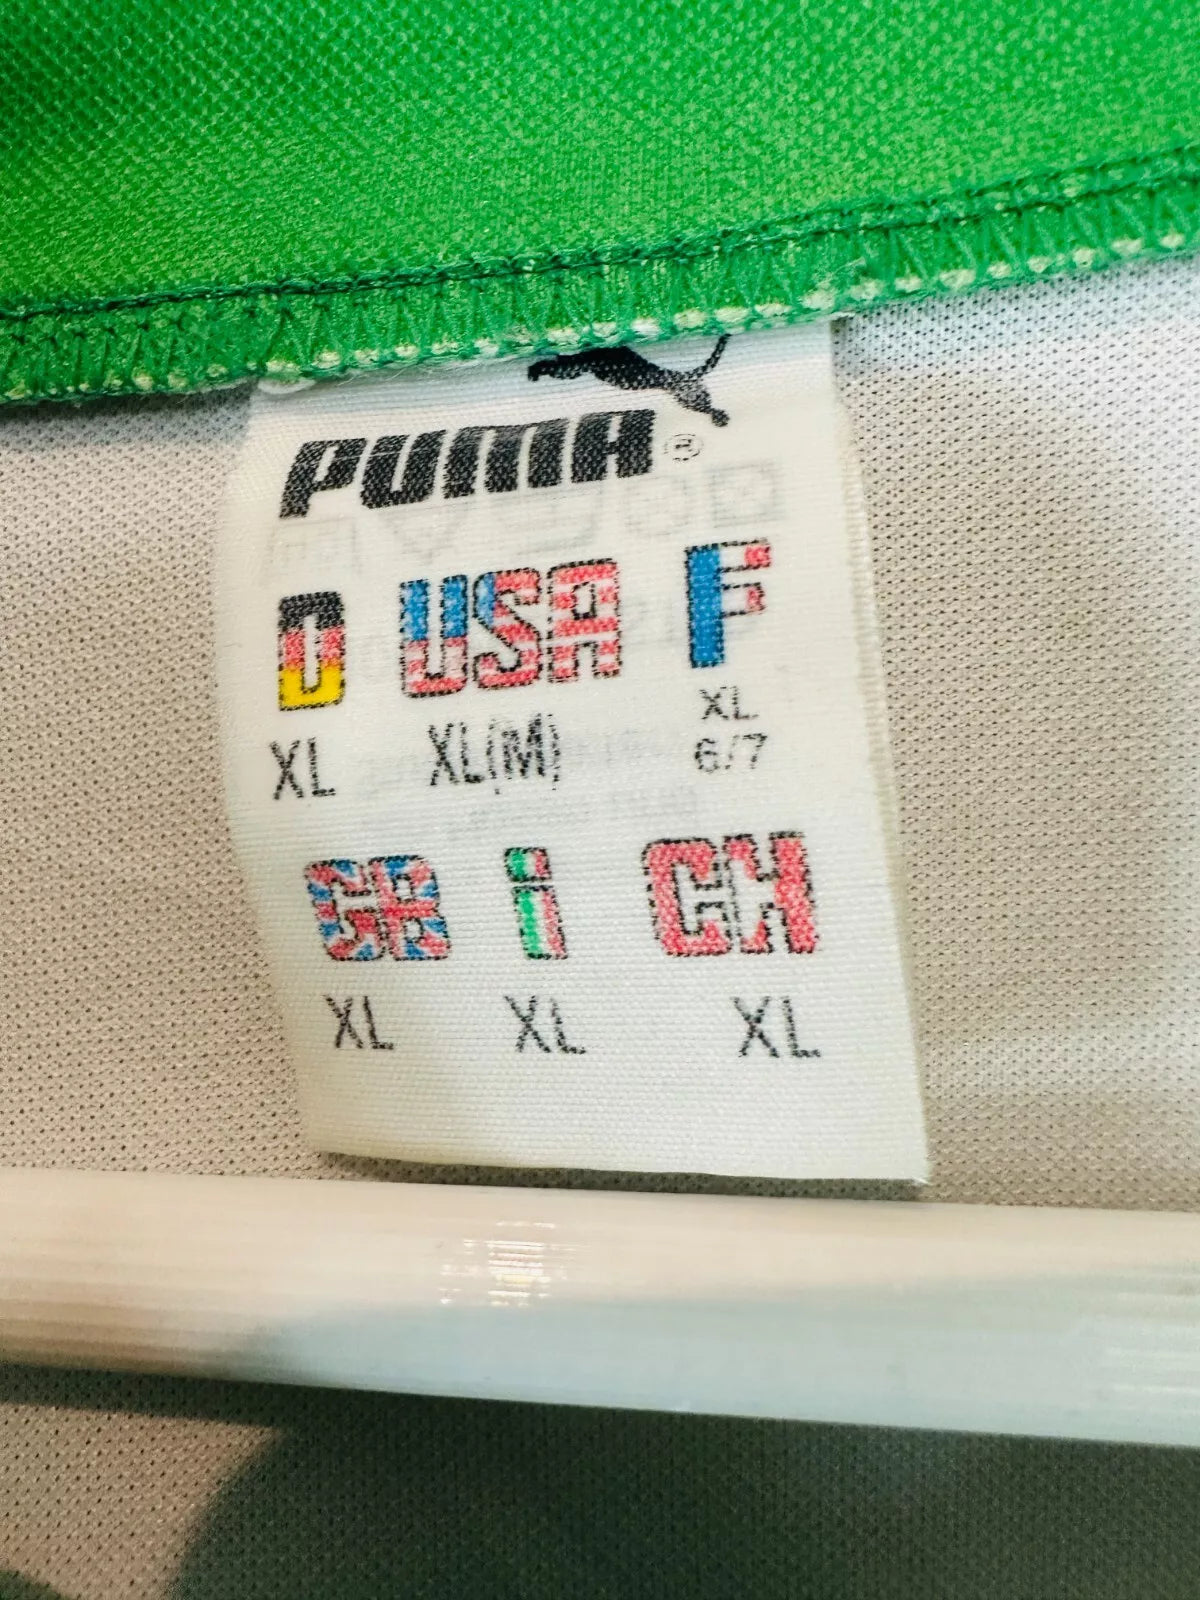 PUMA®
D USA F
XL XL(M) XL
6/7
GB i CH
XL XL XL